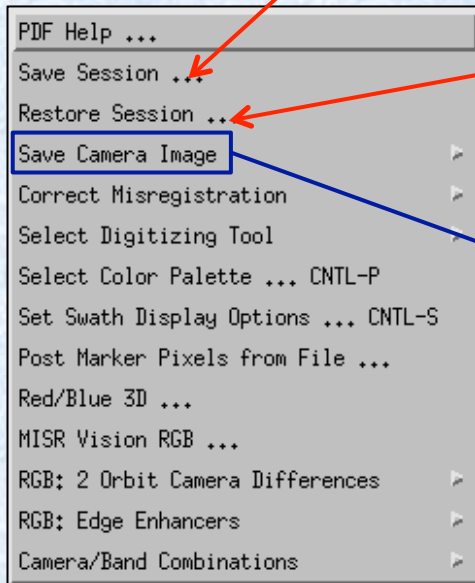 PDF Help ...
Save Session ...
Restore Session ..
Save Camera Image
Correct Misregistration
Select Digitizing Tool
Select Color Palette ... CNTL-P
Set Swath Display Options ... CNTL-S
Post Marker Pixels from File ...
Red/Blue 3D ...
MISR Vision RGB ...
RGB: 2 Orbit Camera Differences
RGB: Edge Enhancers
Camera/Band Combinations